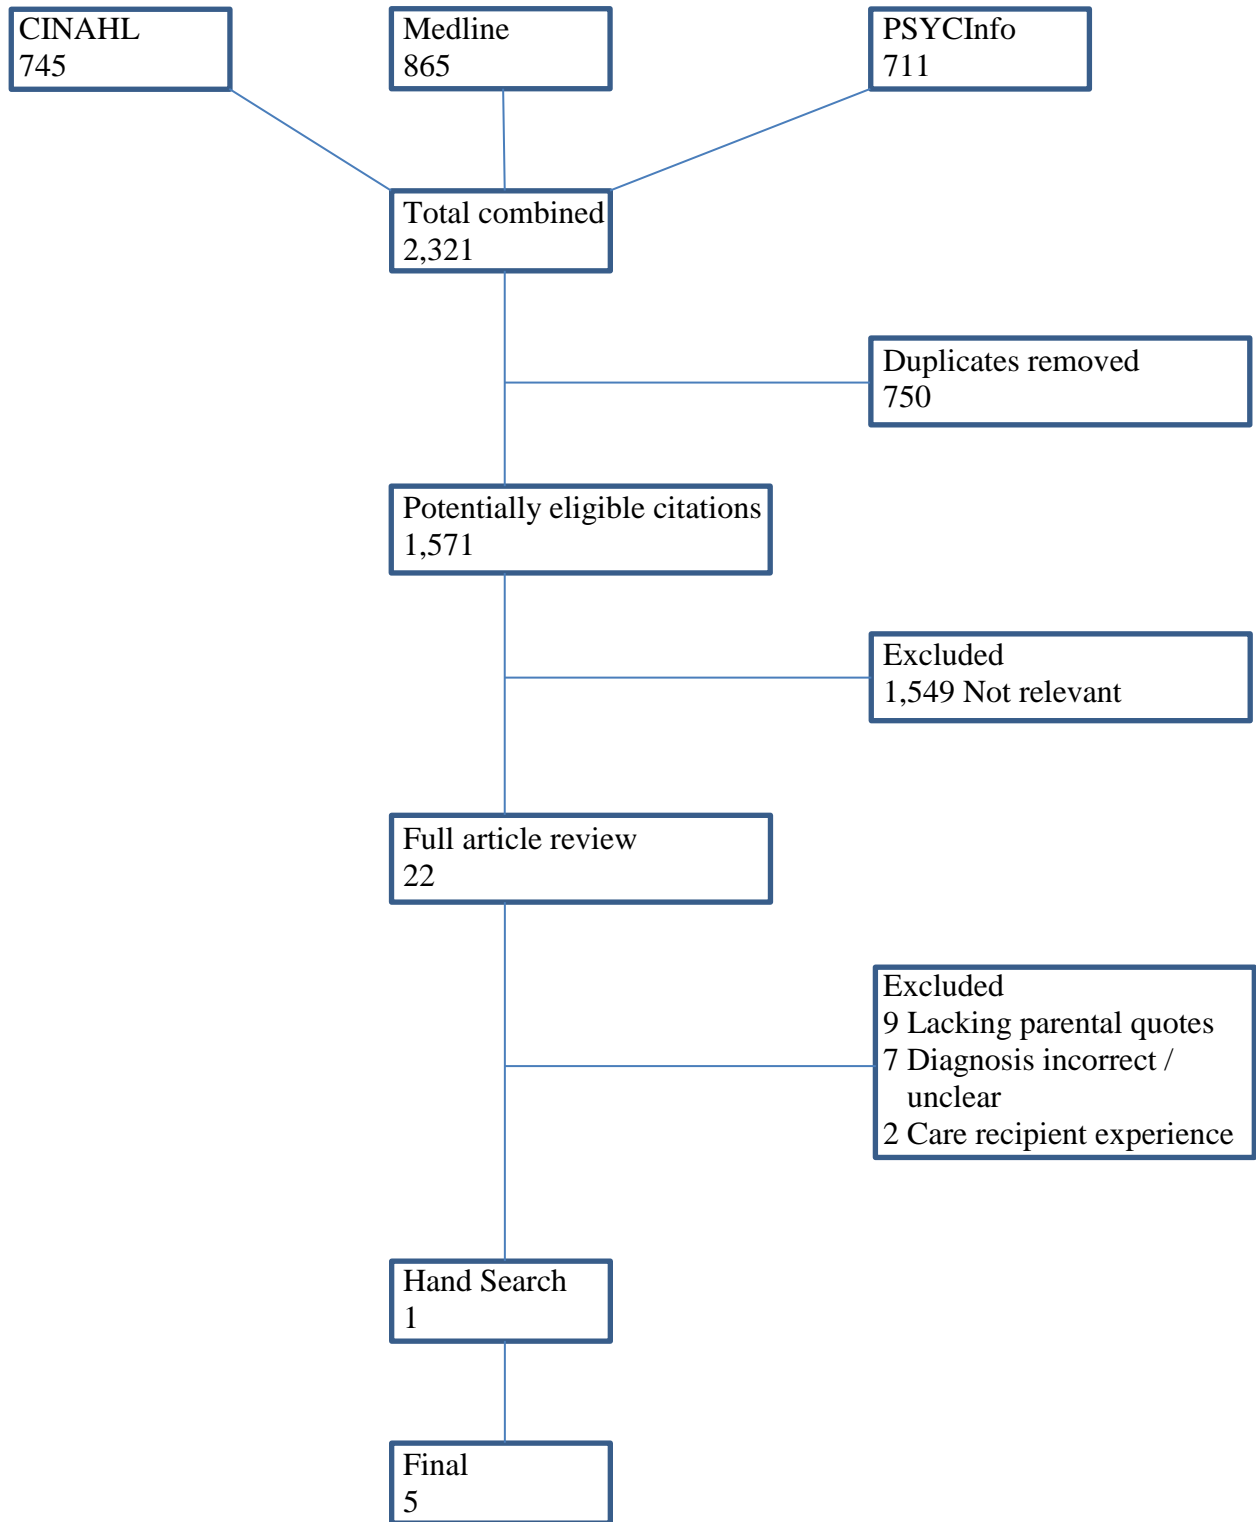 CINAHL
745
Medline
865
PSYCInfo
711
Total combined
2,321
Duplicates removed
750
Potentially eligible citations
1,571
Excluded
1,549 Not relevant
Full article review
22
Excluded
9 Lacking parental quotes
7 Diagnosis incorrect /
unclear
2 Care recipient experience
Hand Search
1
Final
5